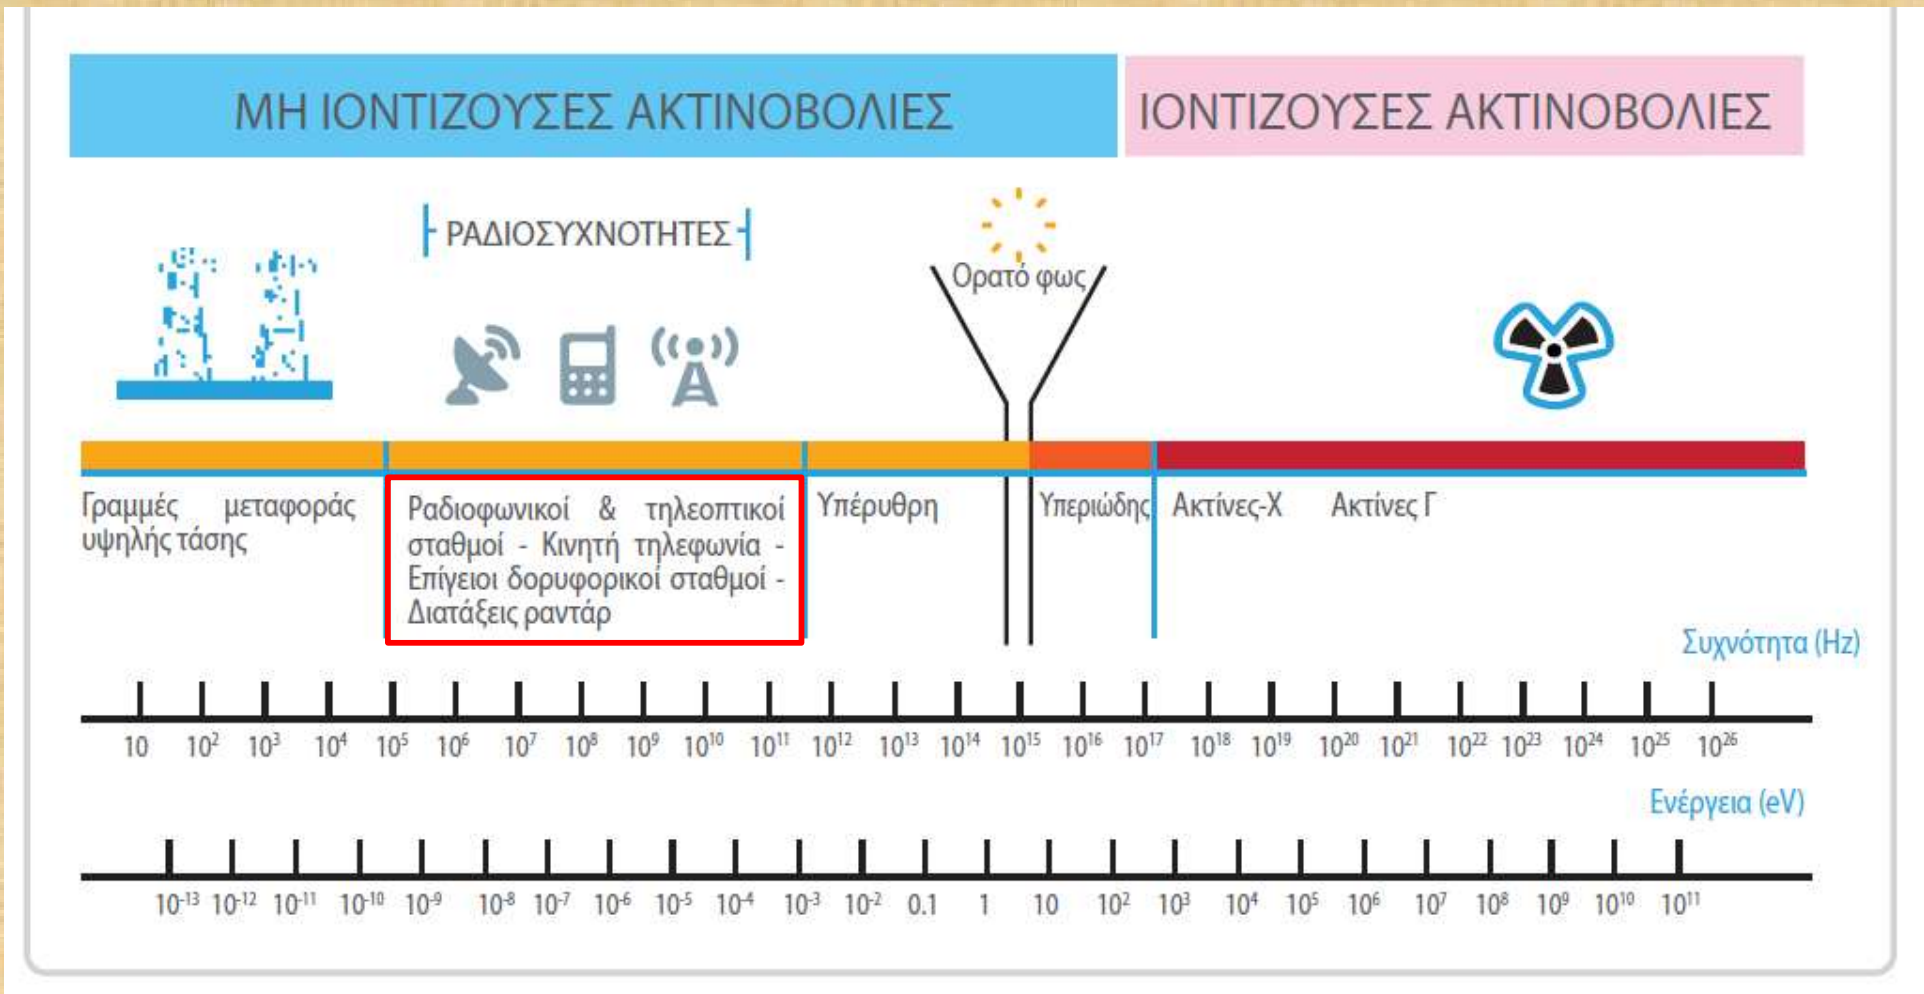 ΜΗ ΙΟΝΤΙΖΟΥΣΕΣ ΑΚΤΙΝΟΒΟΛΙΕΣ
ΙΟΝΤΙΖΟΥΣΕΣ ΑΚΤΙΝΟΒΟΛΙΕΣ
ΡΑΔΙΟΣΥΧΝΟΤΗΤΕΣ
Ορατό φως
Γραμμές μεταφοράς
υψηλής τάσης
Ραδιοφωνικοί & τηλεοπτικοί
σταθμοί - Κινητή τηλεφωνία -
Επίγειοι δορυφορικοί σταθμοί -
Διατάξεις ραντάρ
Υπέρυθρη
Υπεριώδης
Ακτίνες-Χ
Ακτίνες Γ
Συχνότητα (Hz)
10 10² 10³ 10⁴ 10⁵ 10⁶ 10⁷ 10⁸ 10⁹ 10¹⁰ 10¹¹ 10¹² 10¹³ 10¹⁴ 10¹⁵ 10¹⁶ 10¹⁷ 10¹⁸ 10¹⁹ 10²⁰ 10²¹ 10²² 10²³ 10²⁴ 10²⁵ 10²⁶
Ενέργεια (eV)
10⁻¹³ 10⁻¹² 10⁻¹¹ 10⁻¹⁰ 10⁻⁹ 10⁻⁸ 10⁻⁷ 10⁻⁶ 10⁻⁵ 10⁻⁴ 10⁻³ 10⁻² 0.1 1 10 10² 10³ 10⁴ 10⁵ 10⁶ 10⁷ 10⁸ 10⁹ 10¹⁰ 10¹¹